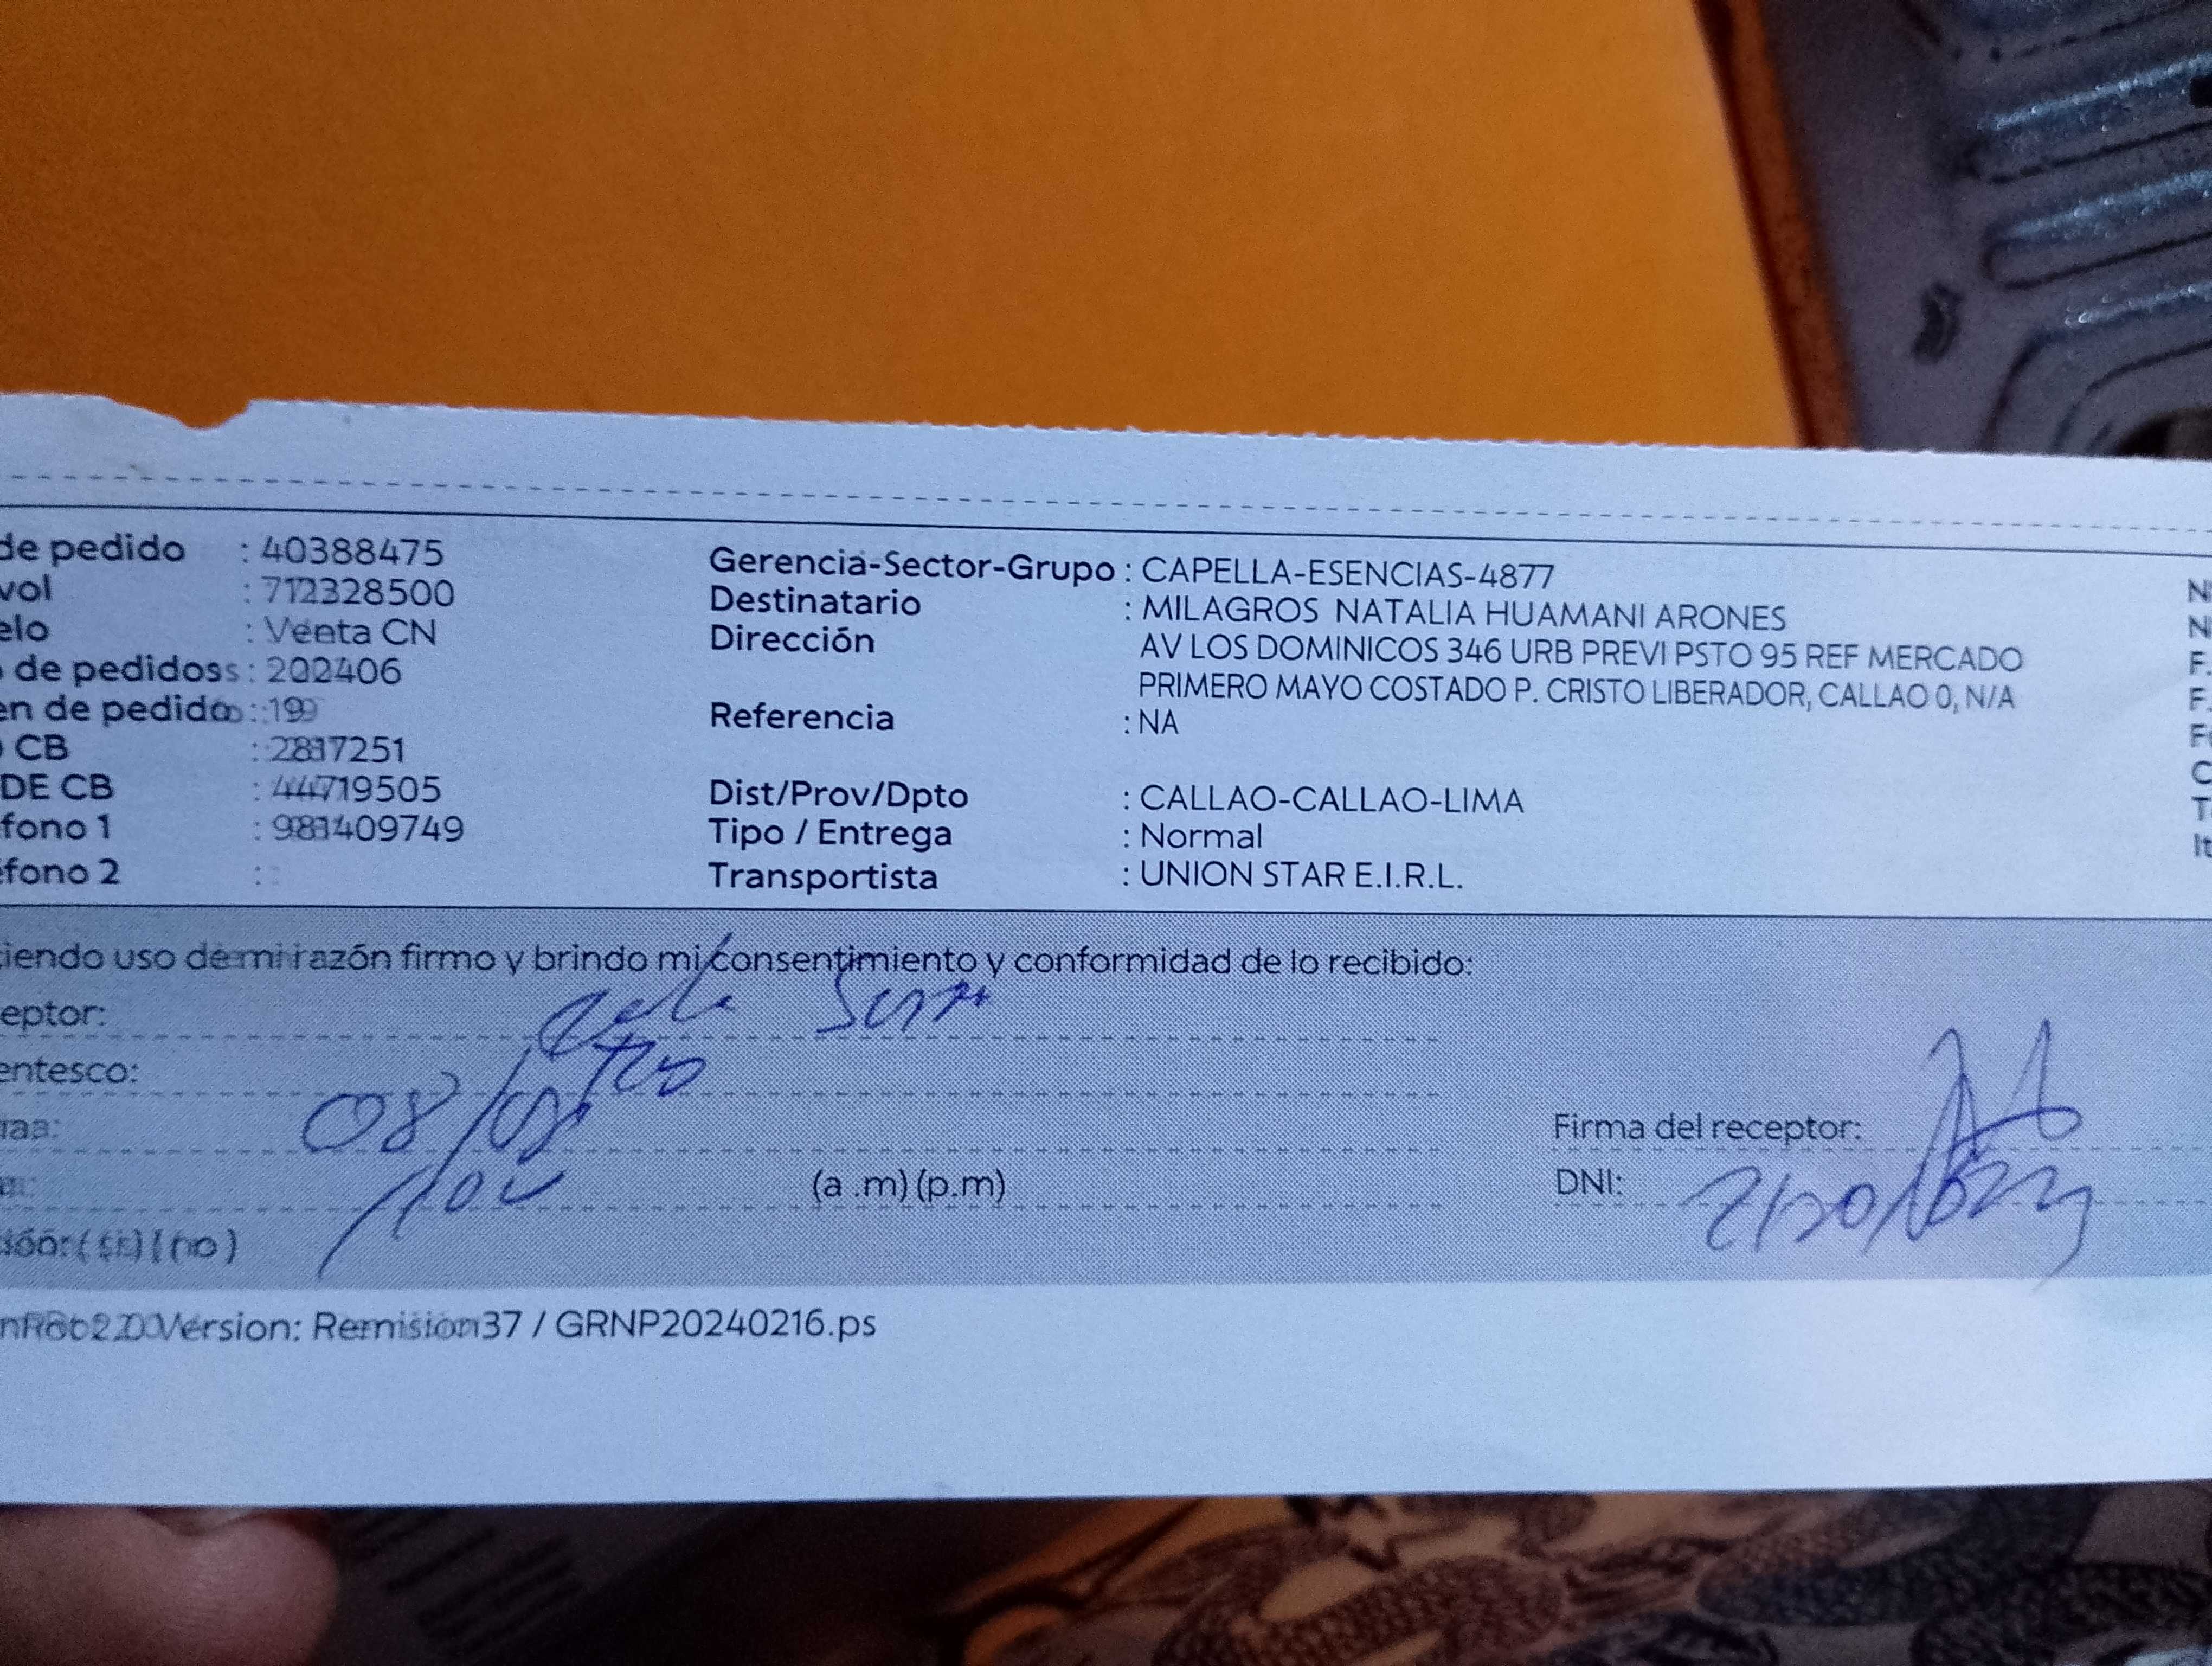 de pedido : 40388475
vol : 712328500
elo : Venta CN
de pedidos : 202406
en de pedido : 19
CB : 2817251
DE CB : 44719505
fono 1 : 981409749
fono 2 :
Gerencia-Sector-Grupo : CAPELLA-ESENCIAS-4877
Destinatario : MILAGROS NATALIA HUAMANI ARONES
Dirección AV LOS DOMINICOS 346 URB PREVI PSTO 95 REF MERCADO
PRIMERO MAYO COSTADO P. CRISTO LIBERADOR, CALLAO 0, N/A
Referencia : NA
Dist/Prov/Dpto : CALLAO-CALLAO-LIMA
Tipo / Entrega : Normal
Transportista : UNION STAR E.I.R.L.
N
N
F.
F.
F
C
T
It
iendo uso de mi razón firmo y brindo mi consentimiento y conformidad de lo recibido:
eptor:
entesco:
08/
(a .m) (p.m)
ión: ( si ) ( no )
Firma del receptor:
DNI:
Version: Remision37 / GRNP20240216.ps